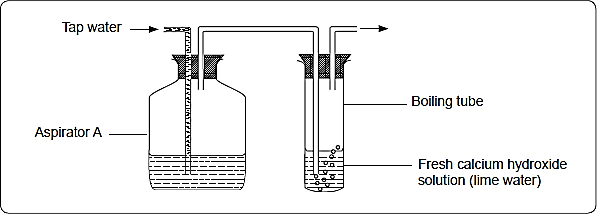 Tap water
Boiling tube
Aspirator A
Fresh calcium hydroxide
solution (lime water)